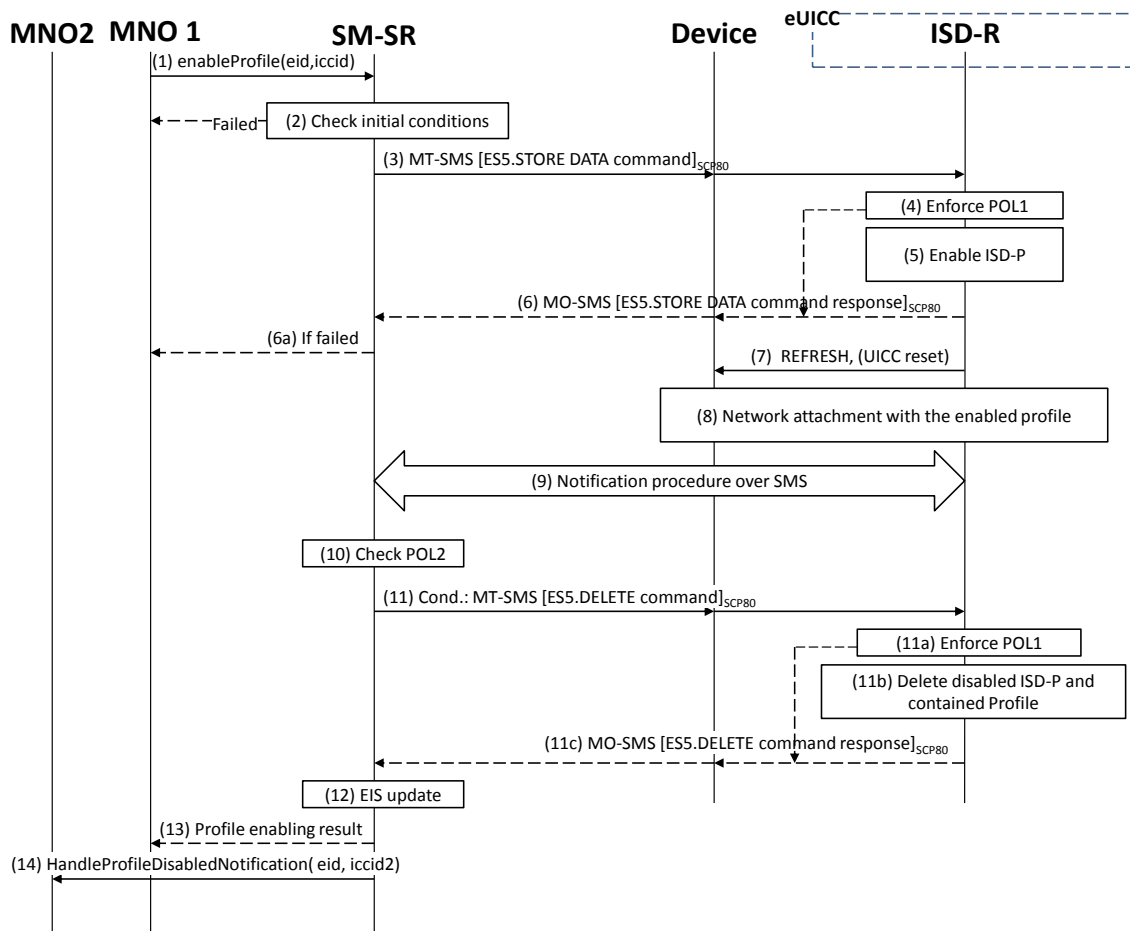 eUICC
MNO2 MNO 1 SM-SR Device ISD-R
(1) enableProfile(eid,iccid)
Failed
(2) Check initial conditions
(3) MT-SMS [ES5.STORE DATA command]SCP80
(4) Enforce POL1
(5) Enable ISD-P
(6) MO-SMS [ES5.STORE DATA command response]SCP80
(6a) If failed
(7) REFRESH, (UICC reset)
(8) Network attachment with the enabled profile
(9) Notification procedure over SMS
(10) Check POL2
(11) Cond.: MT-SMS [ES5.DELETE command]SCP80
(11a) Enforce POL1
(11b) Delete disabled ISD-P and
contained Profile
(11c) MO-SMS [ES5.DELETE command response]SCP80
(12) EIS update
(13) Profile enabling result
(14) HandleProfileDisabledNotification( eid, iccid2)